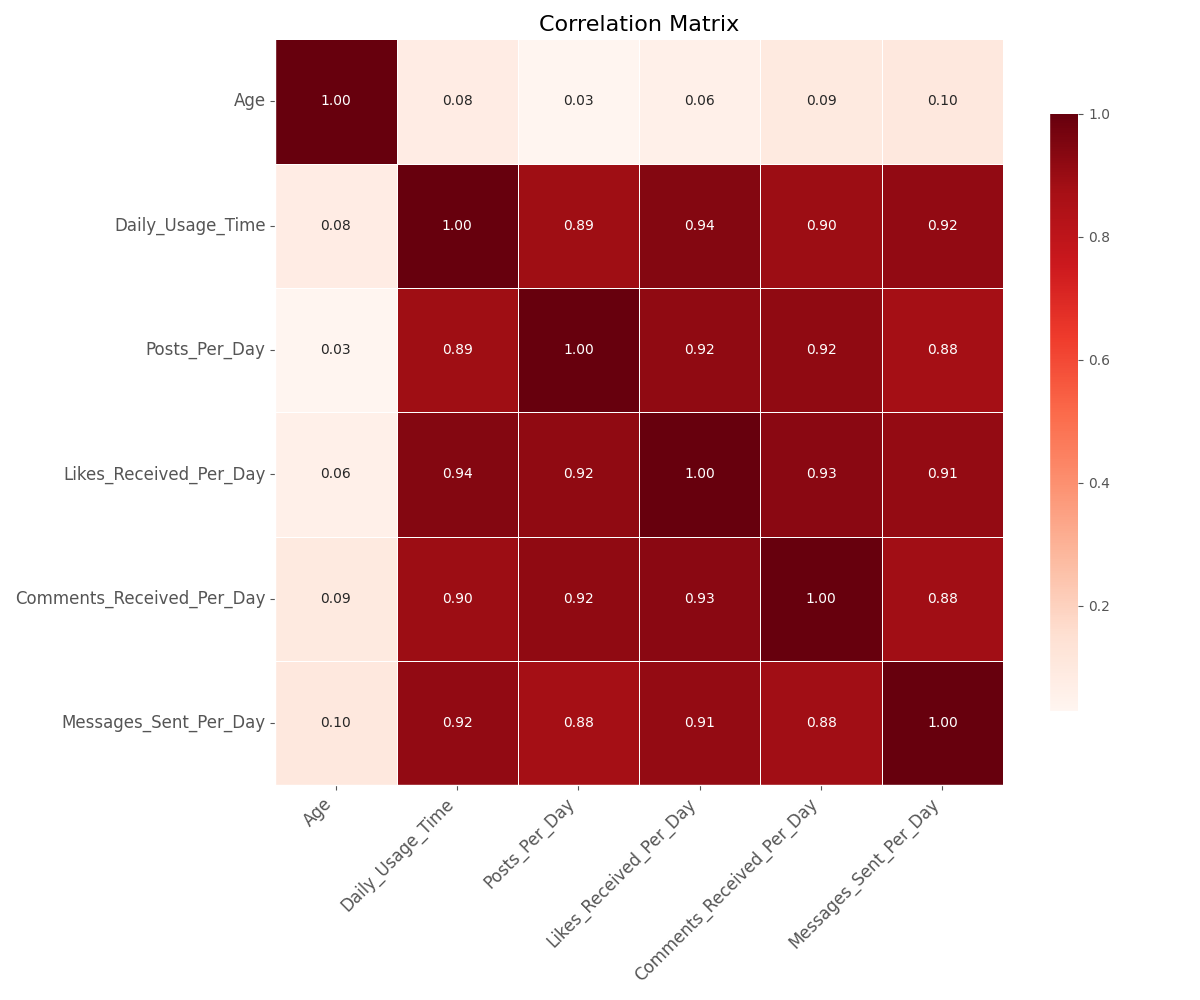 Correlation Matrix
Age 1.00 0.08 0.03 0.06 0.09 0.10
Daily_Usage_Time 0.08 1.00 0.89 0.94 0.90 0.92
Posts_Per_Day 0.03 0.89 1.00 0.92 0.92 0.88
Likes_Received_Per_Day 0.06 0.94 0.92 1.00 0.93 0.91
Comments_Received_Per_Day 0.09 0.90 0.92 0.93 1.00 0.88
Messages_Sent_Per_Day 0.10 0.92 0.88 0.91 0.88 1.00
Age
Daily_Usage_Time
Posts_Per_Day
Likes_Received_Per_Day
Comments_Received_Per_Day
Messages_Sent_Per_Day
1.0
0.8
0.6
0.4
0.2